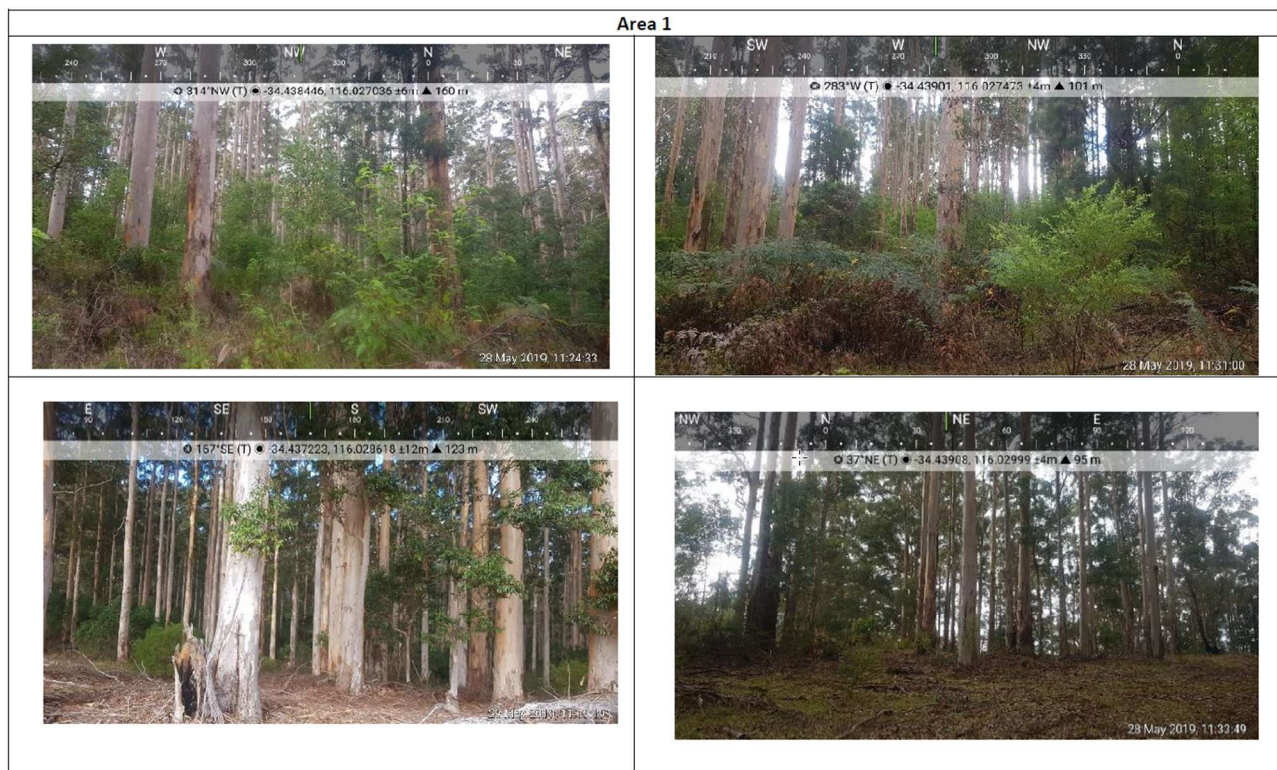 Area 1
W NW N NE
240 270 300 330 0 30
314°NW (T) -34.438446, 116.027036 ±6m ▲ 160 m
28 May 2019, 11:24:33
SW W NW N
210 240 300 330
283°W (T) -34.43901, 116.027473 ±4m ▲ 101 m
28 May 2019, 11:31:00
E SE S SW
90 120 150 180 210 240
-34.437223, 116.028618 ±12m ▲ 123 m
28 May 2019,
NW N NE E
330 0 30 60 90 120
37°NE (T) -34.43908, 116.02999 ±4m ▲ 95 m
28 May 2019, 11:33:49